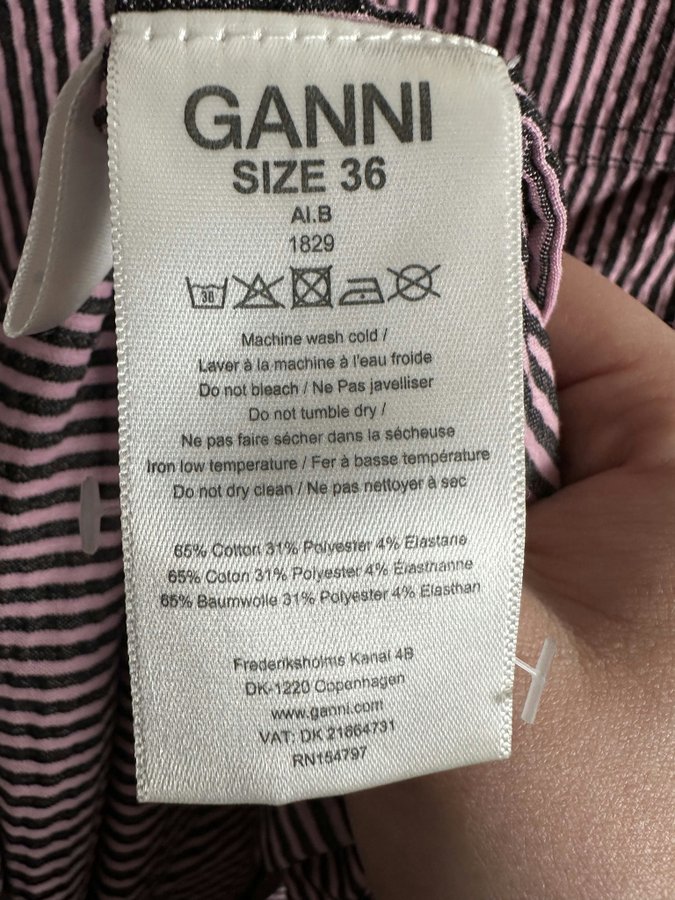 GANNI
SIZE 36
AI.B
1829
30
Machine wash cold /
Laver à la machine à l'eau froide
Do not bleach / Ne Pas javelliser
Do not tumble dry /
Ne pas faire sécher dans la sécheuse
Iron low temperature / Fer à basse température
Do not dry clean / Ne pas nettoyer à sec
65% Cotton 31% Polyester 4% Elastane
65% Coton 31% Polyester 4% Élasthanne
65% Baumwolle 31% Polyester 4% Elasthan
Frederiksholms Kanal 4B
DK-1220 Copenhagen
www.ganni.com
VAT: DK 21664731
RN154797